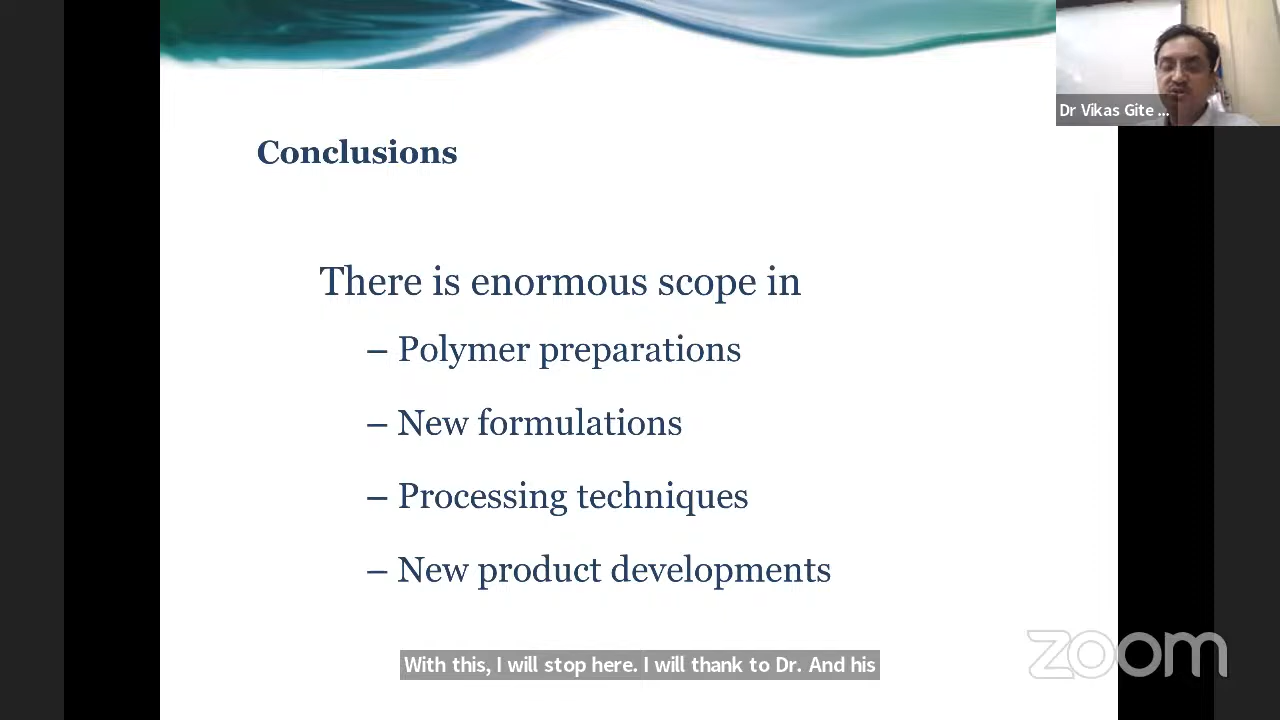 Dr Vikas Gite ...
Conclusions
There is enormous scope in
– Polymer preparations
– New formulations
– Processing techniques
– New product developments
With this, I will stop here. I will thank to Dr. And his
zoom